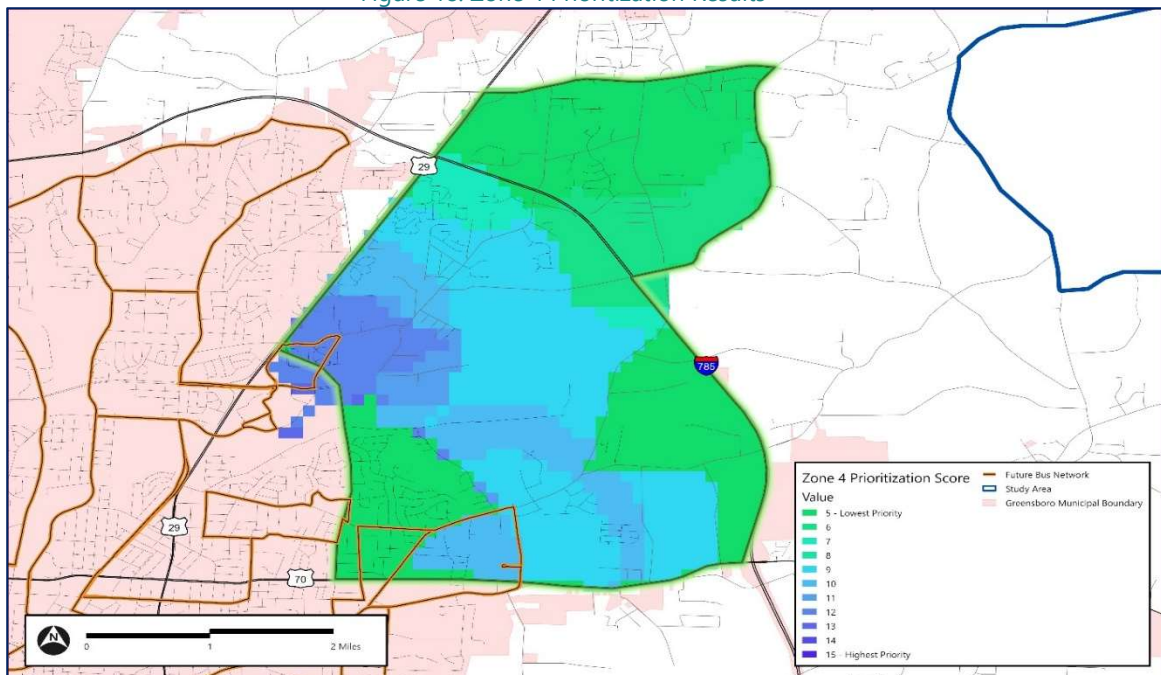 Figure 16: Zone 4 Prioritization Results
29
785
29
70
0 1 2 Miles
Zone 4 Prioritization Score
Value
5 - Lowest Priority
6
7
8
9
10
11
12
13
14
15 - Highest Priority
Future Bus Network
Study Area
Greensboro Municipal Boundary